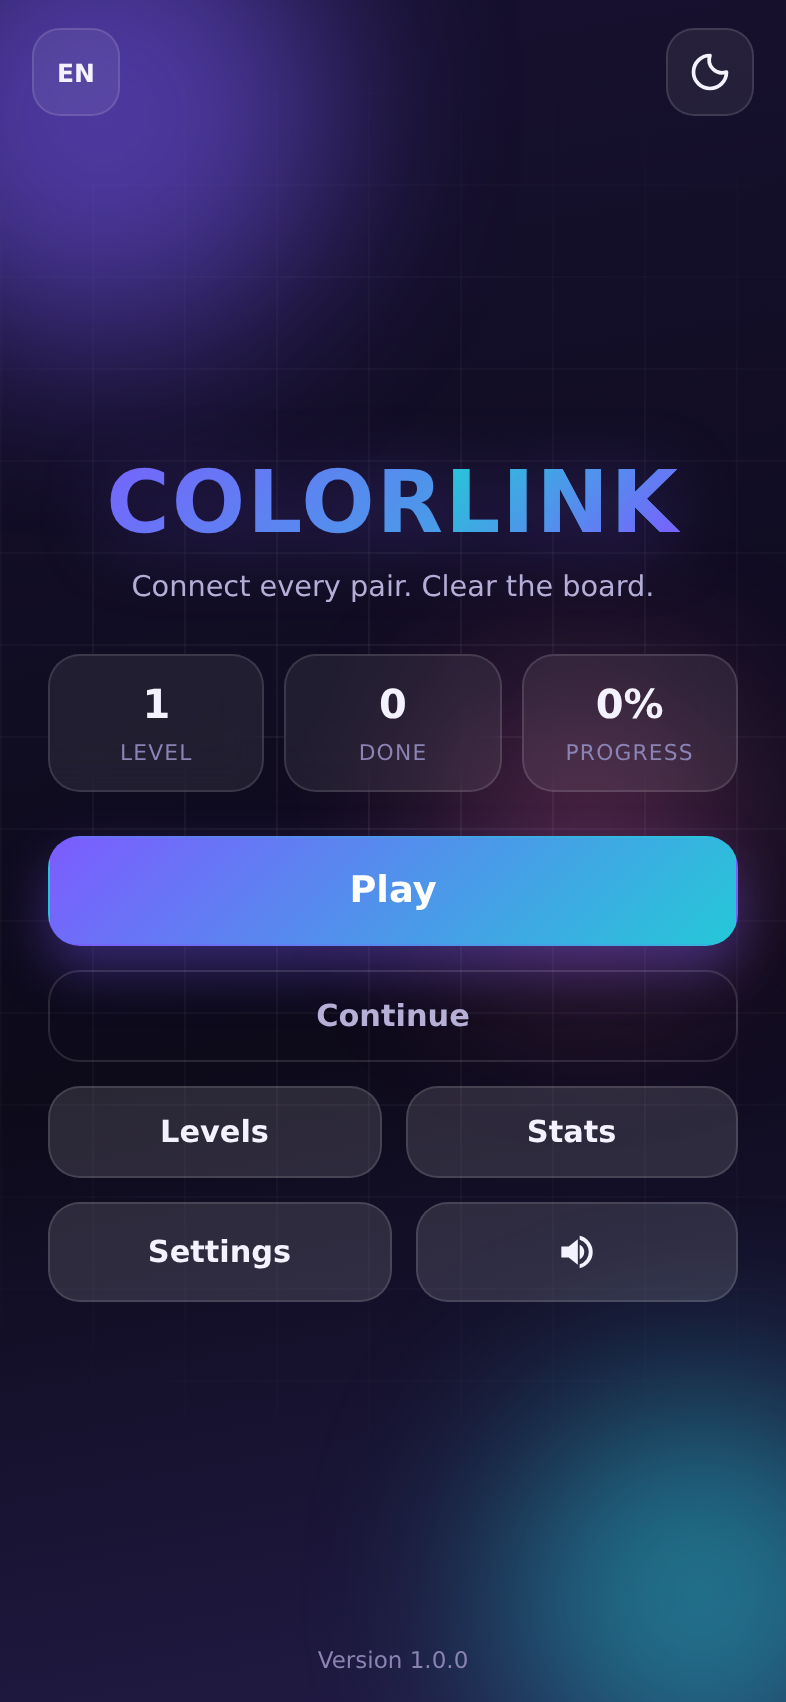 EN
COLORLINK
Connect every pair. Clear the board.
1 0 0%
LEVEL DONE PROGRESS
Play
Continue
Levels Stats
Settings
Version 1.0.0